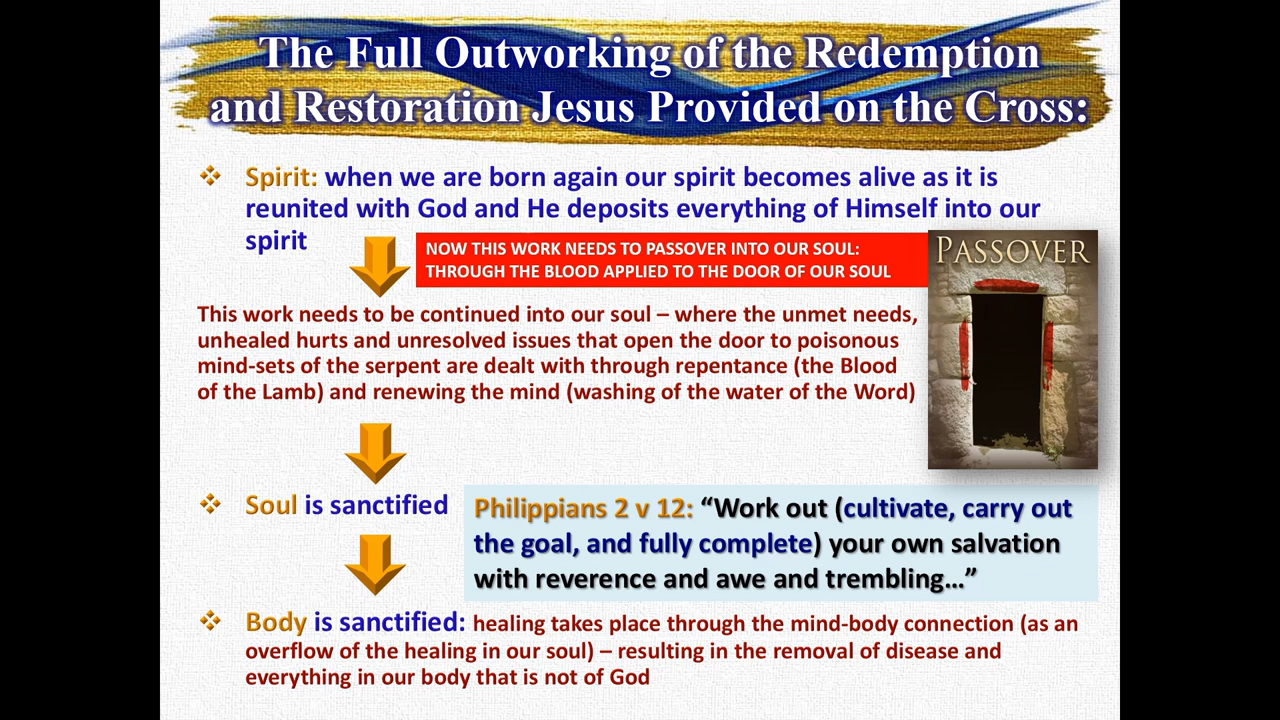 The Full Outworking of the Redemption
and Restoration Jesus Provided on the Cross:
❖ Spirit: when we are born again our spirit becomes alive as it is
reunited with God and He deposits everything of Himself into our
spirit
NOW THIS WORK NEEDS TO PASSOVER INTO OUR SOUL:
THROUGH THE BLOOD APPLIED TO THE DOOR OF OUR SOUL
PASSOVER
This work needs to be continued into our soul – where the unmet needs,
unhealed hurts and unresolved issues that open the door to poisonous
mind-sets of the serpent are dealt with through repentance (the Blood
of the Lamb) and renewing the mind (washing of the water of the Word)
❖ Soul is sanctified
Philippians 2 v 12: “Work out (cultivate, carry out
the goal, and fully complete) your own salvation
with reverence and awe and trembling…”
❖ Body is sanctified: healing takes place through the mind-body connection (as an
overflow of the healing in our soul) – resulting in the removal of disease and
everything in our body that is not of God